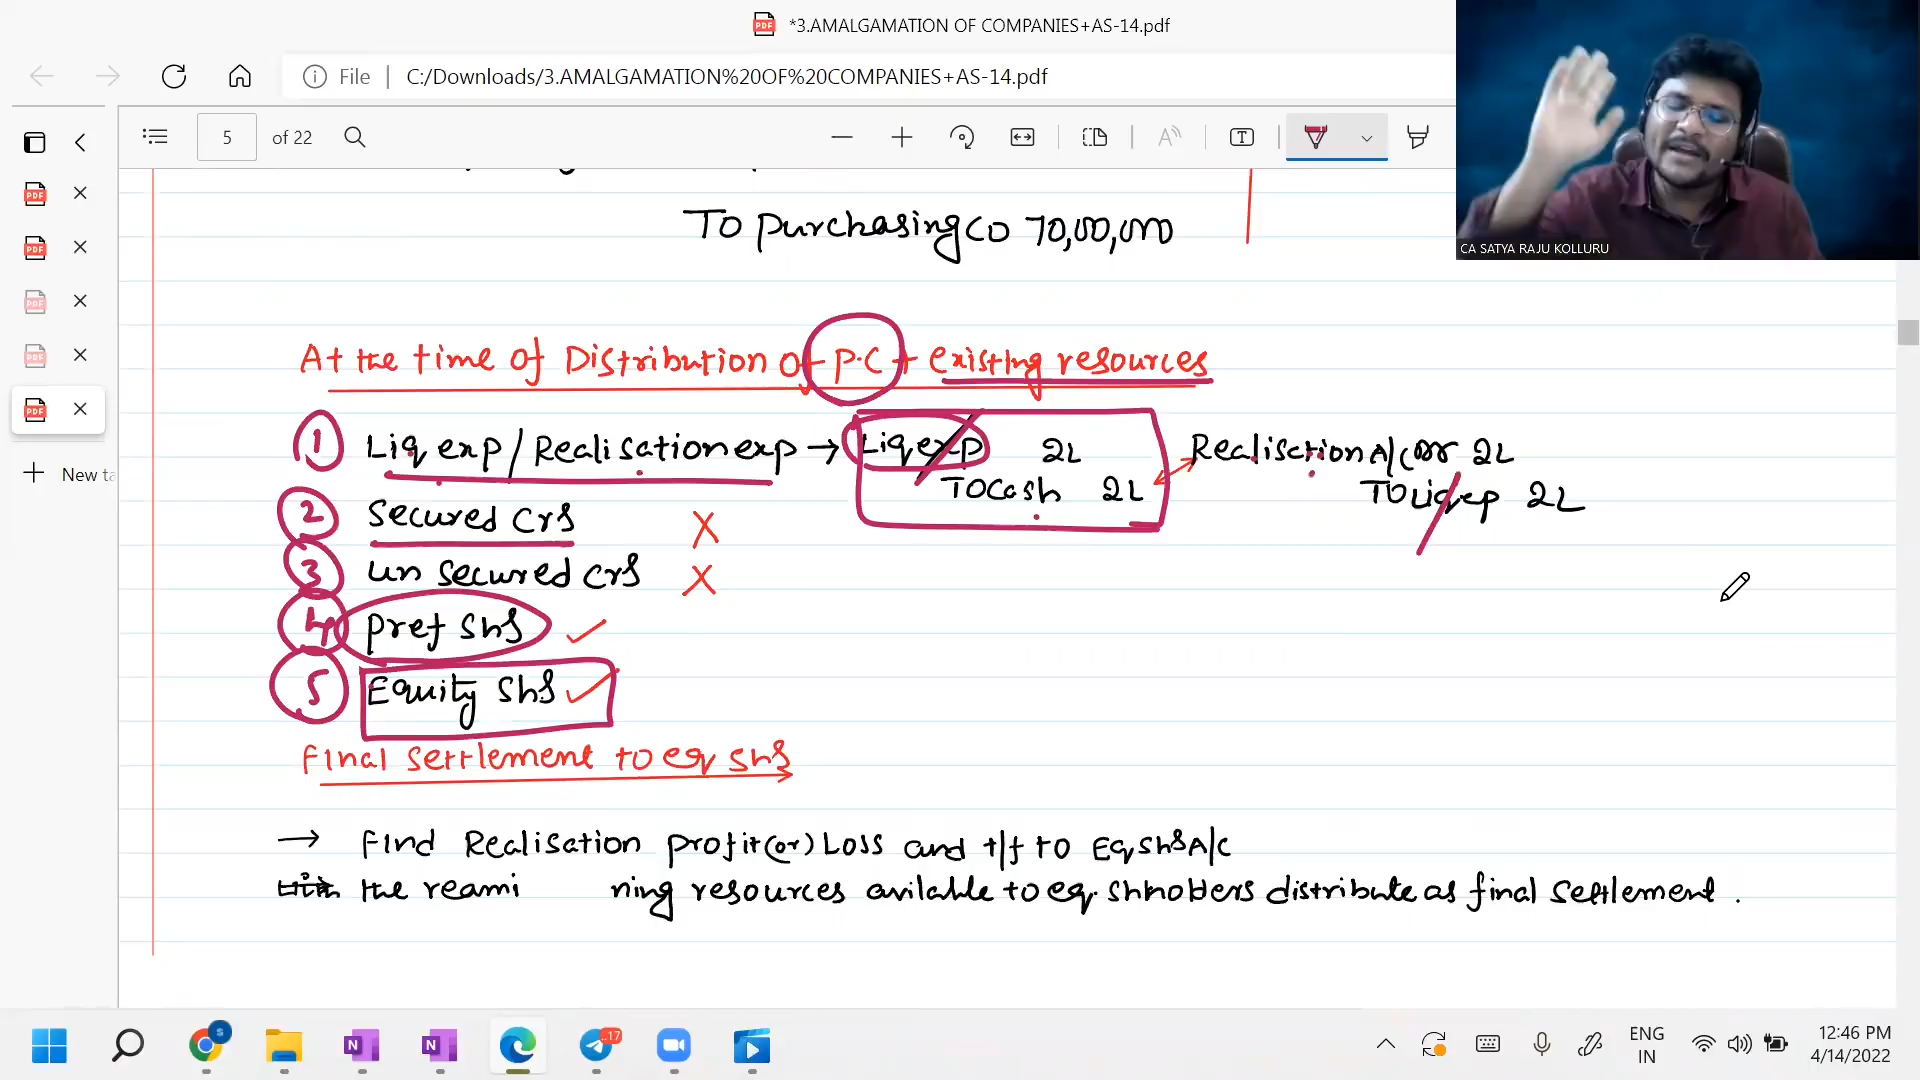 *3.AMALGAMATION OF COMPANIES+AS-14.pdf
File C:/Downloads/3.AMALGAMATION%20OF%20COMPANIES+AS-14.pdf
5 of 22
CA SATYA RAJU KOLLURU
New ta
To purchasing co 70,00,000
At the time of Distribution of P.C + existing resources
1 Liq exp / Realisation exp → Liq exp 2L Realisation A/c Dr 2L
To Cash 2L To Liq ep 2L
2 Secured Crs X
3 un secured crs X
4 pref shs ✓
5 Equity shs ✓
Final settlement to eq shs
→ Find Realisation profit (or) Loss and t/f to Eq shs A/c
the reami ning resources avilable to eq. shholders distribute as final settlement.
..17
ENG
IN
12:46 PM
4/14/2022